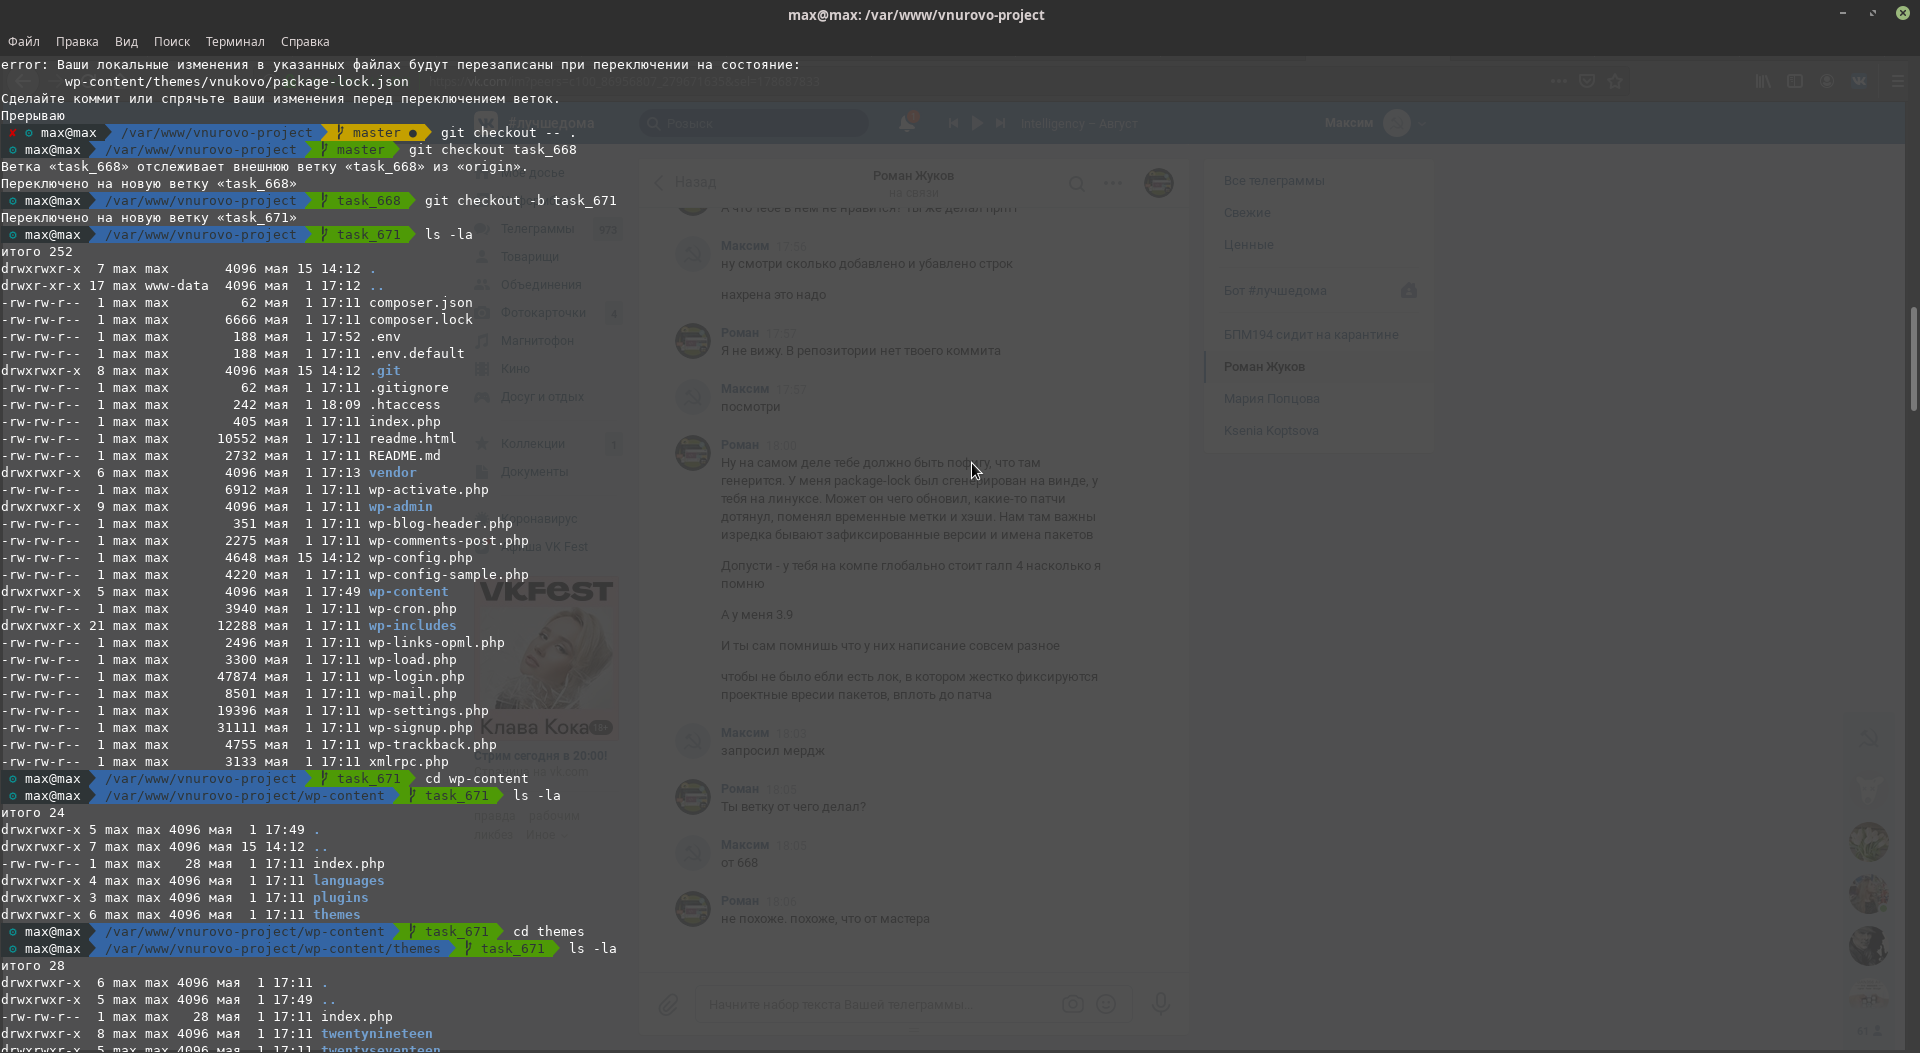 max@max: /var/www/vnurovo-project
Файл Правка Вид Поиск Терминал Справка
error: Ваши локальные изменения в указанных файлах будут перезаписаны при переключении на состояние:
wp-content/themes/vnukovo/package-lock.json
Сделайте коммит или спрячьте ваши изменения перед переключением веток.
Прерываю
✘ ⚙ max@max /var/www/vnurovo-project master ● git checkout -- .
⚙ max@max /var/www/vnurovo-project master git checkout task_668
Ветка «task_668» отслеживает внешнюю ветку «task_668» из «origin».
Переключено на новую ветку «task_668»
⚙ max@max /var/www/vnurovo-project task_668 git checkout -b task_671
Переключено на новую ветку «task_671»
⚙ max@max /var/www/vnurovo-project task_671 ls -la
итого 252
drwxrwxr-x 7 max max 4096 мая 15 14:12 .
drwxr-xr-x 17 max www-data 4096 мая 1 17:12 ..
-rw-rw-r-- 1 max max 62 мая 1 17:11 composer.json
-rw-rw-r-- 1 max max 6666 мая 1 17:11 composer.lock
-rw-rw-r-- 1 max max 188 мая 1 17:52 .env
-rw-rw-r-- 1 max max 188 мая 1 17:11 .env.default
drwxrwxr-x 8 max max 4096 мая 15 14:12 .git
-rw-rw-r-- 1 max max 62 мая 1 17:11 .gitignore
-rw-rw-r-- 1 max max 242 мая 1 18:09 .htaccess
-rw-rw-r-- 1 max max 405 мая 1 17:11 index.php
-rw-rw-r-- 1 max max 10552 мая 1 17:11 readme.html
-rw-rw-r-- 1 max max 2732 мая 1 17:11 README.md
drwxrwxr-x 6 max max 4096 мая 1 17:13 vendor
-rw-rw-r-- 1 max max 6912 мая 1 17:11 wp-activate.php
drwxrwxr-x 9 max max 4096 мая 1 17:11 wp-admin
-rw-rw-r-- 1 max max 351 мая 1 17:11 wp-blog-header.php
-rw-rw-r-- 1 max max 2275 мая 1 17:11 wp-comments-post.php
-rw-rw-r-- 1 max max 4648 мая 15 14:12 wp-config.php
-rw-rw-r-- 1 max max 4220 мая 1 17:11 wp-config-sample.php
drwxrwxr-x 5 max max 4096 мая 1 17:49 wp-content
-rw-rw-r-- 1 max max 3940 мая 1 17:11 wp-cron.php
drwxrwxr-x 21 max max 12288 мая 1 17:11 wp-includes
-rw-rw-r-- 1 max max 2496 мая 1 17:11 wp-links-opml.php
-rw-rw-r-- 1 max max 3300 мая 1 17:11 wp-load.php
-rw-rw-r-- 1 max max 47874 мая 1 17:11 wp-login.php
-rw-rw-r-- 1 max max 8501 мая 1 17:11 wp-mail.php
-rw-rw-r-- 1 max max 19396 мая 1 17:11 wp-settings.php
-rw-rw-r-- 1 max max 31111 мая 1 17:11 wp-signup.php
-rw-rw-r-- 1 max max 4755 мая 1 17:11 wp-trackback.php
-rw-rw-r-- 1 max max 3133 мая 1 17:11 xmlrpc.php
⚙ max@max /var/www/vnurovo-project task_671 cd wp-content
⚙ max@max /var/www/vnurovo-project/wp-content task_671 ls -la
итого 24
drwxrwxr-x 5 max max 4096 мая 1 17:49 .
drwxrwxr-x 7 max max 4096 мая 15 14:12 ..
-rw-rw-r-- 1 max max 28 мая 1 17:11 index.php
drwxrwxr-x 4 max max 4096 мая 1 17:11 languages
drwxrwxr-x 3 max max 4096 мая 1 17:11 plugins
drwxrwxr-x 6 max max 4096 мая 1 17:11 themes
⚙ max@max /var/www/vnurovo-project/wp-content task_671 cd themes
⚙ max@max /var/www/vnurovo-project/wp-content/themes task_671 ls -la
итого 28
drwxrwxr-x 6 max max 4096 мая 1 17:11 .
drwxrwxr-x 5 max max 4096 мая 1 17:49 ..
-rw-rw-r-- 1 max max 28 мая 1 17:11 index.php
drwxrwxr-x 8 max max 4096 мая 1 17:11 twentynineteen
drwxrwxr-x 5 max max 4096 мая 1 17:11 twentyseventeen
#лучшедома
Розыск
Intelligency – Август
Максим
Телеграммы 973
Товарищи
Объединения
Фотокарточки 4
Магнитофон
Кино
Досуг и отдых
Коллекции 1
Документы
Коронавирус
Афиша VK Fest
VKFEST
Клава Кока 16+
Стрим сегодня в 20:00!
Назад
Роман Жуков
на связи
Максим 17:56
ну смотри сколько добавлено и убавлено строк
нахрена это надо
Роман 17:57
Я не вижу. В репозитории нет твоего коммита
Максим 17:57
посмотри
Роман 18:00
Ну на самом деле тебе должно быть пофигу, что там
генерится. У меня package-lock был сгенерирован на винде, у
тебя на линуксе. Может он чего обновил, какие-то патчи
дотянул, поменял временные метки и хэши. Нам там важны
изредка бывают зафиксированные версии и имена пакетов
Допусти - у тебя на компе глобально стоит галп 4 насколько я
помню
А у меня 3.9
И ты сам помнишь что у них написание совсем разное
чтобы не было ебли есть лок, в котором жестко фиксируются
проектные вресии пакетов, вплоть до патча
Максим 18:03
запросил мердж
Роман 18:05
Ты ветку от чего делал?
Максим 18:05
от 668
Роман 18:06
не похоже. похоже, что от мастера
Начните набор текста Вашей телеграммы...
Все телеграммы
Свежие
Ценные
Бот #лучшедома
БПМ194 сидит на карантине
Роман Жуков
Мария Попцова
Ksenia Koptsova